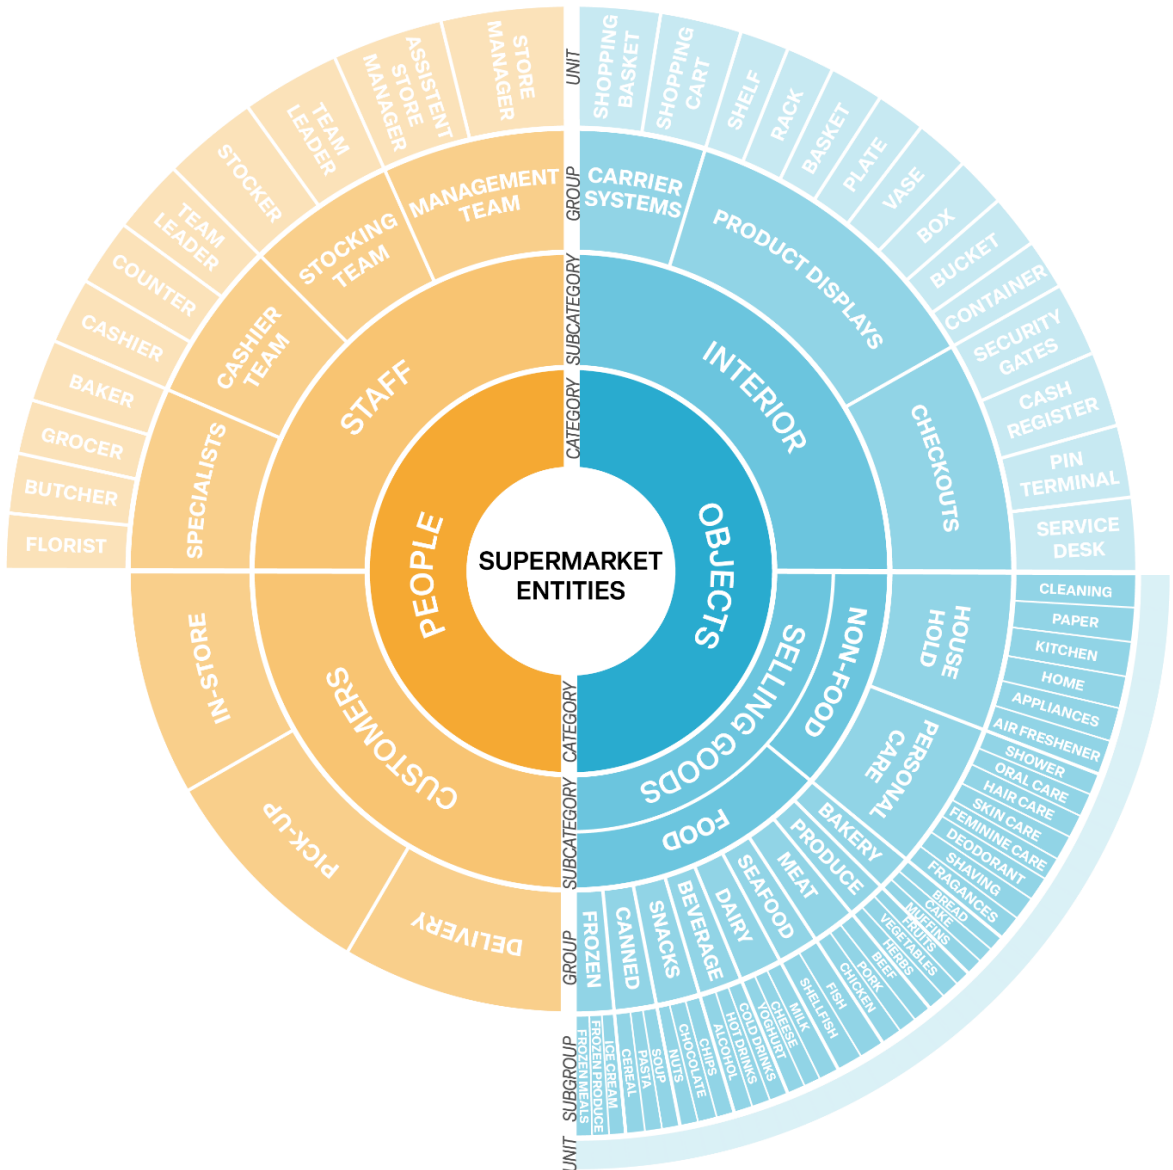 SUPERMARKET
ENTITIES
PEOPLE
STAFF
MANAGEMENT
TEAM
STORE
MANAGER
ASSISTENT
STORE
MANAGER
STOCKING
TEAM
TEAM
LEADER
STOCKER
CASHIER
TEAM
TEAM
LEADER
COUNTER
CASHIER
SPECIALISTS
BAKER
GROCER
BUTCHER
FLORIST
CUSTOMERS
IN-STORE
PICK-UP
DELIVERY
UNIT
GROUP
SUBCATEGORY
CATEGORY
CATEGORY
SUBCATEGORY
GROUP
SUBGROUP
UNIT
OBJECTS
INTERIOR
CARRIER
SYSTEMS
SHOPPING
BASKET
SHOPPING
CART
PRODUCT DISPLAYS
SHELF
RACK
BASKET
PLATE
VASE
BOX
BUCKET
CONTAINER
CHECKOUTS
SECURITY
GATES
CASH
REGISTER
PIN
TERMINAL
SERVICE
DESK
SELLING GOODS
NON-FOOD
HOUSE
HOLD
CLEANING
PAPER
KITCHEN
HOME
APPLIANCES
AIR FRESHENER
PERSONAL
CARE
SHOWER
ORAL CARE
HAIR CARE
SKIN CARE
FEMININE CARE
DEODORANT
SHAVING
FRAGANCES
FOOD
BAKERY
BREAD
CAKE
MUFFINS
PRODUCE
FRUITS
VEGETABLES
HERBS
MEAT
BEEF
PORK
CHICKEN
SEAFOOD
FISH
SHELLFISH
DAIRY
MILK
CHEESE
YOGHURT
BEVERAGE
COLD DRINKS
HOT DRINKS
ALCOHOL
SNACKS
CHIPS
CHOCOLATE
NUTS
CANNED
SOUP
PASTA
CEREAL
FROZEN
ICE CREAM
FROZEN PRODUCE
FROZEN MEALS